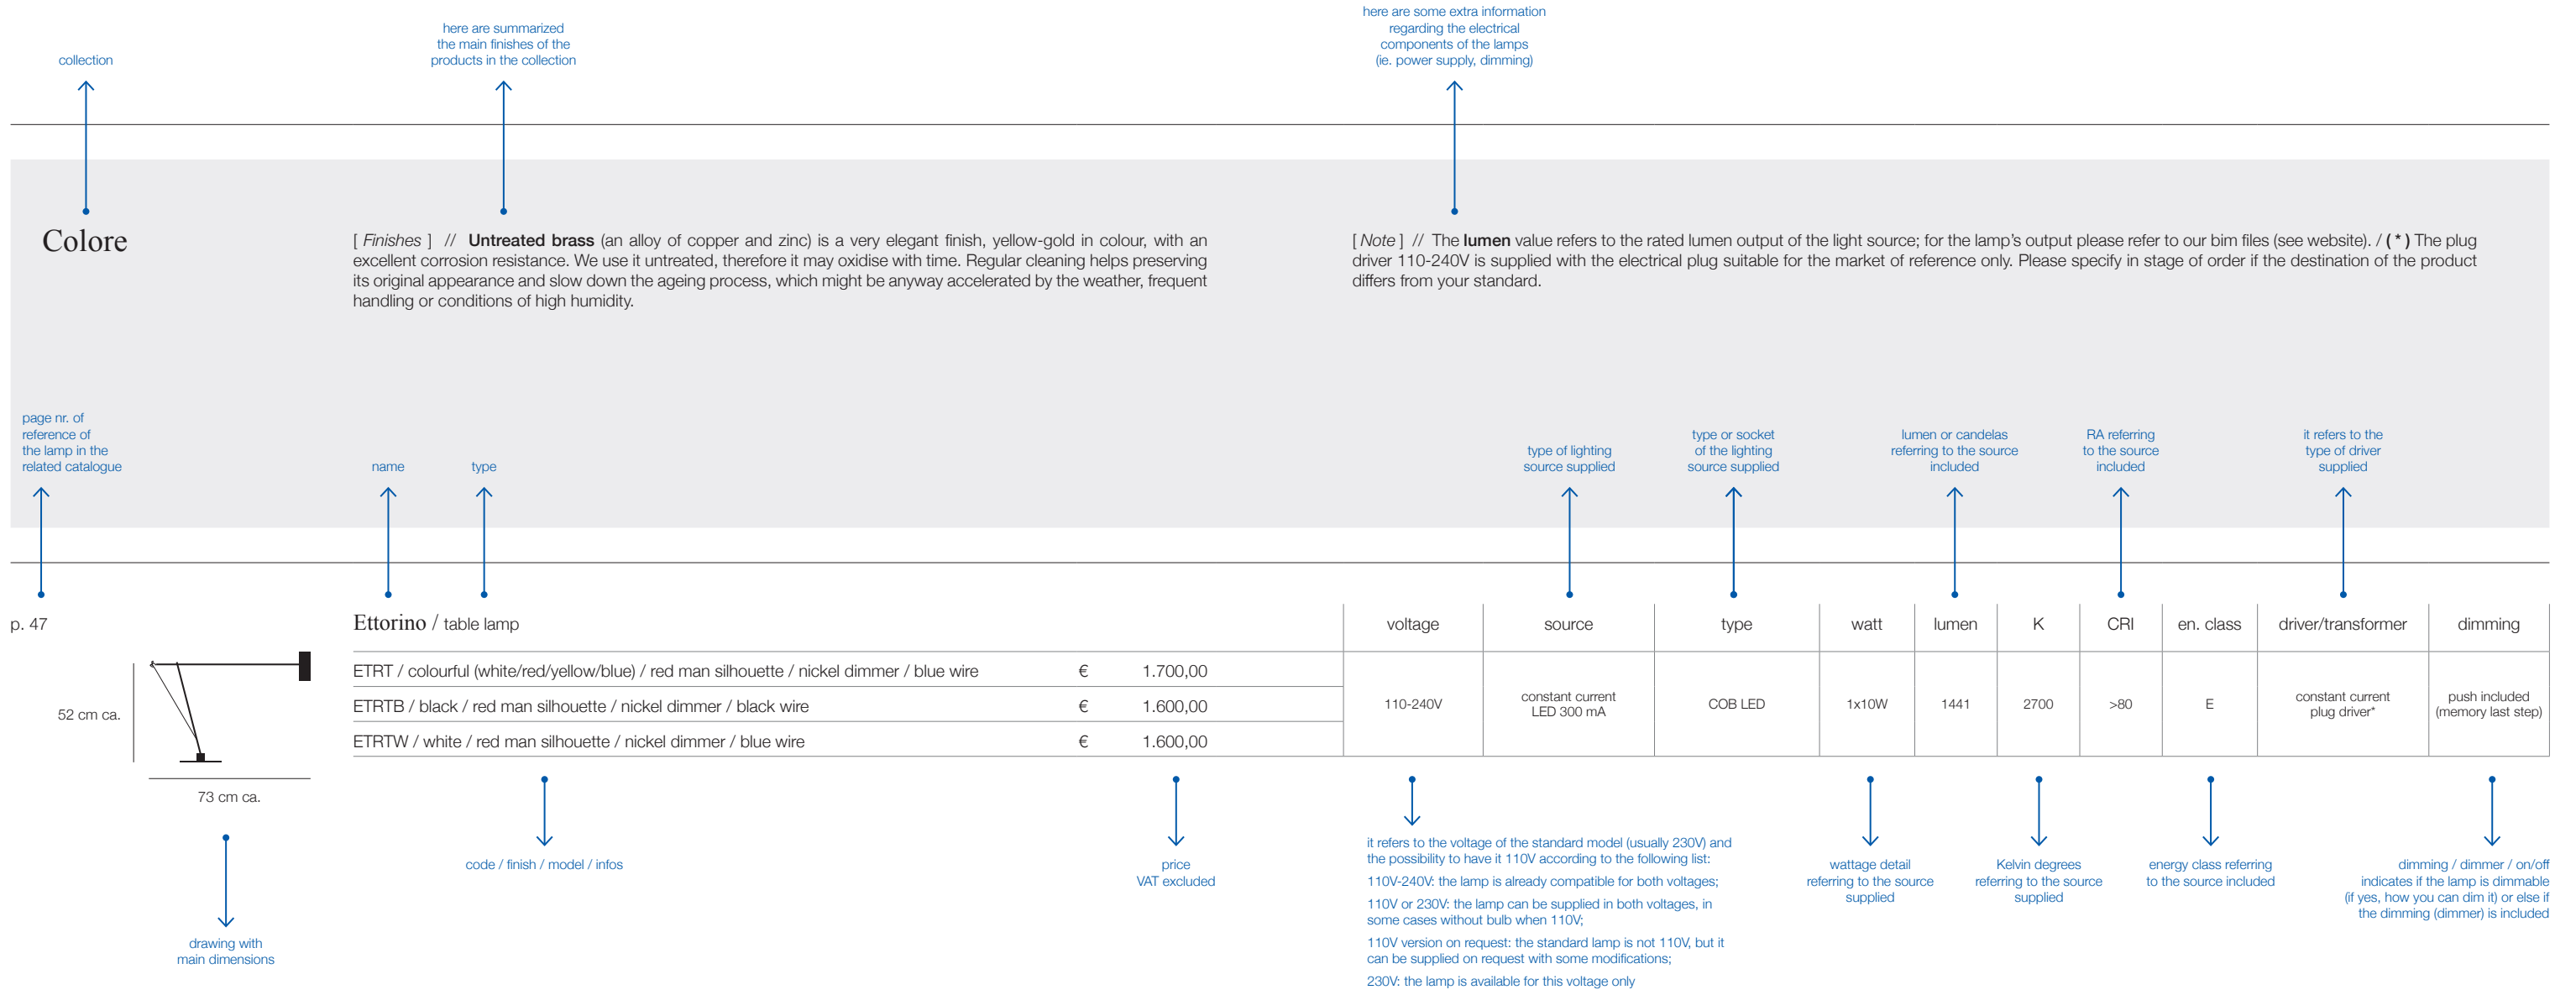 collection
here are summarized
the main finishes of the
products in the collection
here are some extra information
regarding the electrical
components of the lamps
(ie. power supply, dimming)
Colore
[ Finishes ] // Untreated brass (an alloy of copper and zinc) is a very elegant finish, yellow-gold in colour, with an
excellent corrosion resistance. We use it untreated, therefore it may oxidise with time. Regular cleaning helps preserving
its original appearance and slow down the ageing process, which might be anyway accelerated by the weather, frequent
handling or conditions of high humidity.
[ Note ] // The lumen value refers to the rated lumen output of the light source; for the lamp's output please refer to our bim files (see website). / ( * ) The plug
driver 110-240V is supplied with the electrical plug suitable for the market of reference only. Please specify in stage of order if the destination of the product
differs from your standard.
page nr. of
reference of
the lamp in the
related catalogue
name
type
type of lighting
source supplied
type or socket
of the lighting
source supplied
lumen or candelas
referring to the source
included
RA referring
to the source
included
it refers to the
type of driver
supplied
p. 47
52 cm ca.
73 cm ca.
Ettorino / table lamp
voltage source type watt lumen K CRI en. class driver/transformer dimming
ETRT / colourful (white/red/yellow/blue) / red man silhouette / nickel dimmer / blue wire € 1.700,00
ETRTB / black / red man silhouette / nickel dimmer / black wire € 1.600,00
ETRTW / white / red man silhouette / nickel dimmer / blue wire € 1.600,00
110-240V
constant current
LED 300 mA
COB LED
1x10W
1441
2700
>80
E
constant current
plug driver*
push included
(memory last step)
drawing with
main dimensions
code / finish / model / infos
price
VAT excluded
it refers to the voltage of the standard model (usually 230V) and
the possibility to have it 110V according to the following list:
110V-240V: the lamp is already compatible for both voltages;
110V or 230V: the lamp can be supplied in both voltages, in
some cases without bulb when 110V;
110V version on request: the standard lamp is not 110V, but it
can be supplied on request with some modifications;
230V: the lamp is available for this voltage only
wattage detail
referring to the source
supplied
Kelvin degrees
referring to the source
supplied
energy class referring
to the source included
dimming / dimmer / on/off
indicates if the lamp is dimmable
(if yes, how you can dim it) or else if
the dimming (dimmer) is included